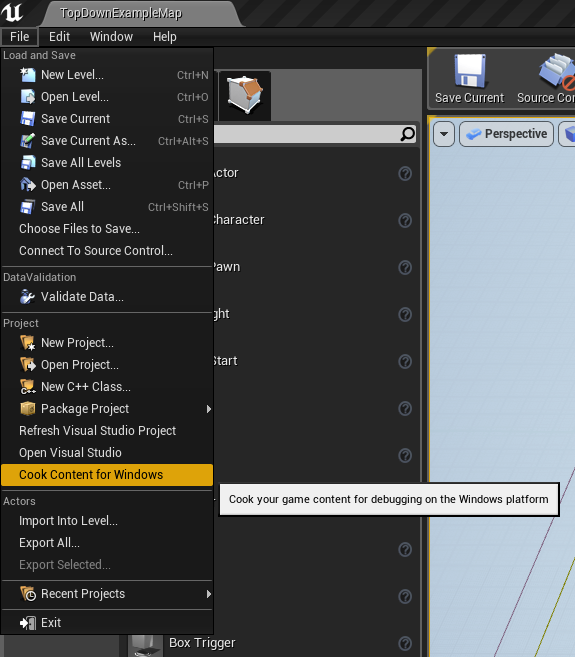 TopDownExampleMap
File Edit Window Help
Load and Save
New Level... Ctrl+N
Open Level... Ctrl+O
Save Current Ctrl+S
Save Current As... Ctrl+Alt+S
Save All Levels
Open Asset... Ctrl+P
Save All Ctrl+Shift+S
Choose Files to Save...
Connect To Source Control...
DataValidation
Validate Data...
Project
New Project...
Open Project...
New C++ Class...
Package Project
Refresh Visual Studio Project
Open Visual Studio
Cook Content for Windows
Cook your game content for debugging on the Windows platform
Actors
Import Into Level...
Export All...
Export Selected...
Recent Projects
Exit
Actor
Character
Pawn
ght
Start
Box Trigger
Save Current Source Con
Perspective